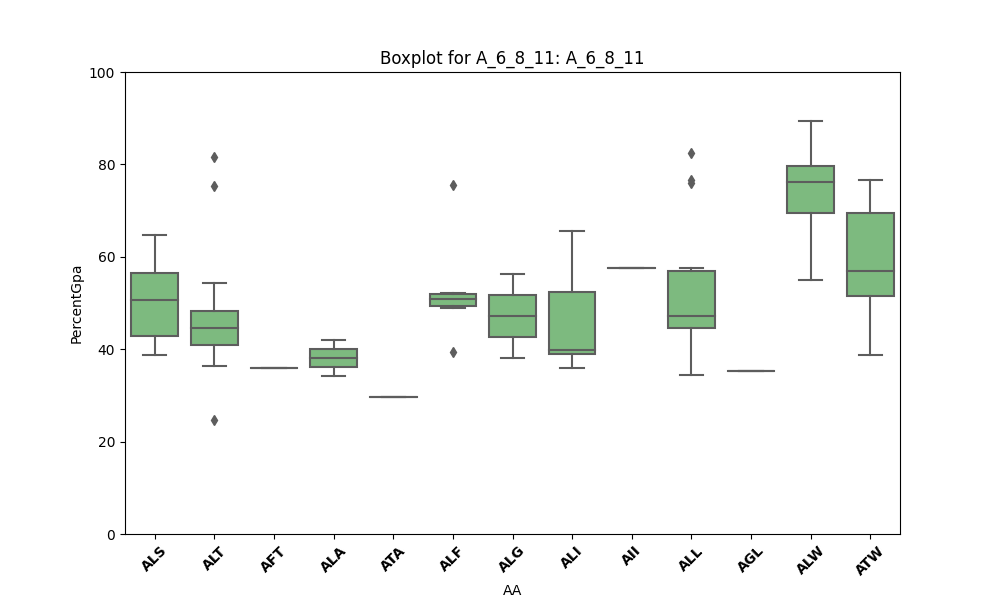 Boxplot for A_6_8_11: A_6_8_11
100
80
60
40
20
0
PercentGpa
ALS ALT AFT ALA ATA ALF ALG ALI AII ALL AGL ALW ATW
AA